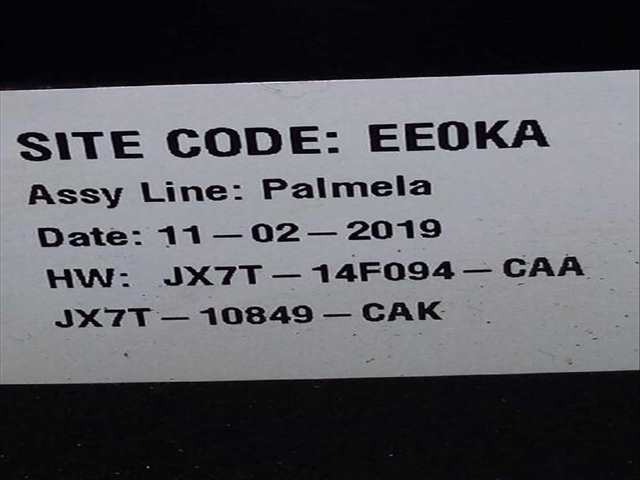 SITE CODE: EE0KA
Assy Line: Palmela
Date: 11-02-2019
HW: JX7T-14F094-CAA
JX7T-10849-CAK